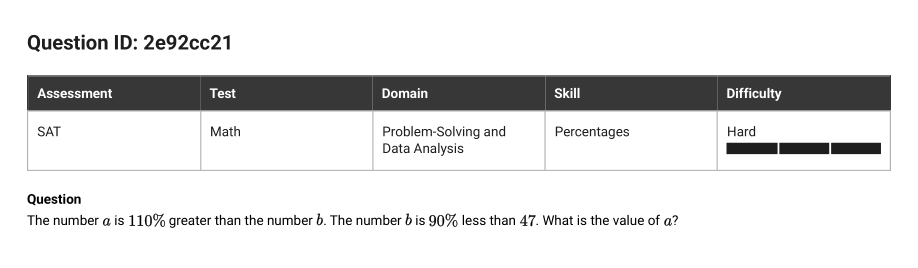 Question ID: 2e92cc21
Assessment Test Domain Skill Difficulty
SAT Math Problem-Solving and Data Analysis Percentages Hard
Question
The number a is 110% greater than the number b. The number b is 90% less than 47. What is the value of a?